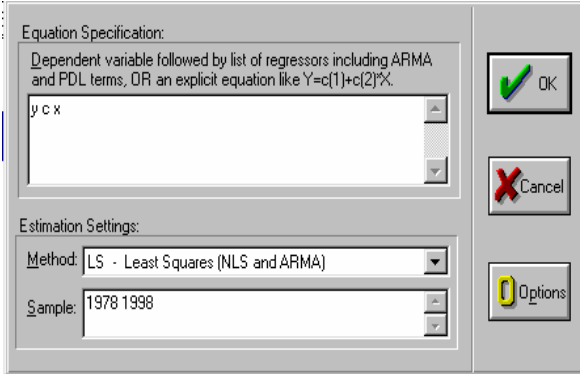 Equation Specification:
Dependent variable followed by list of regressors including ARMA
and PDL terms, OR an explicit equation like Y=c(1)+c(2)*X.
y c x
OK
Cancel
Estimation Settings:
Method: LS - Least Squares (NLS and ARMA)
Sample: 1978 1998
Options